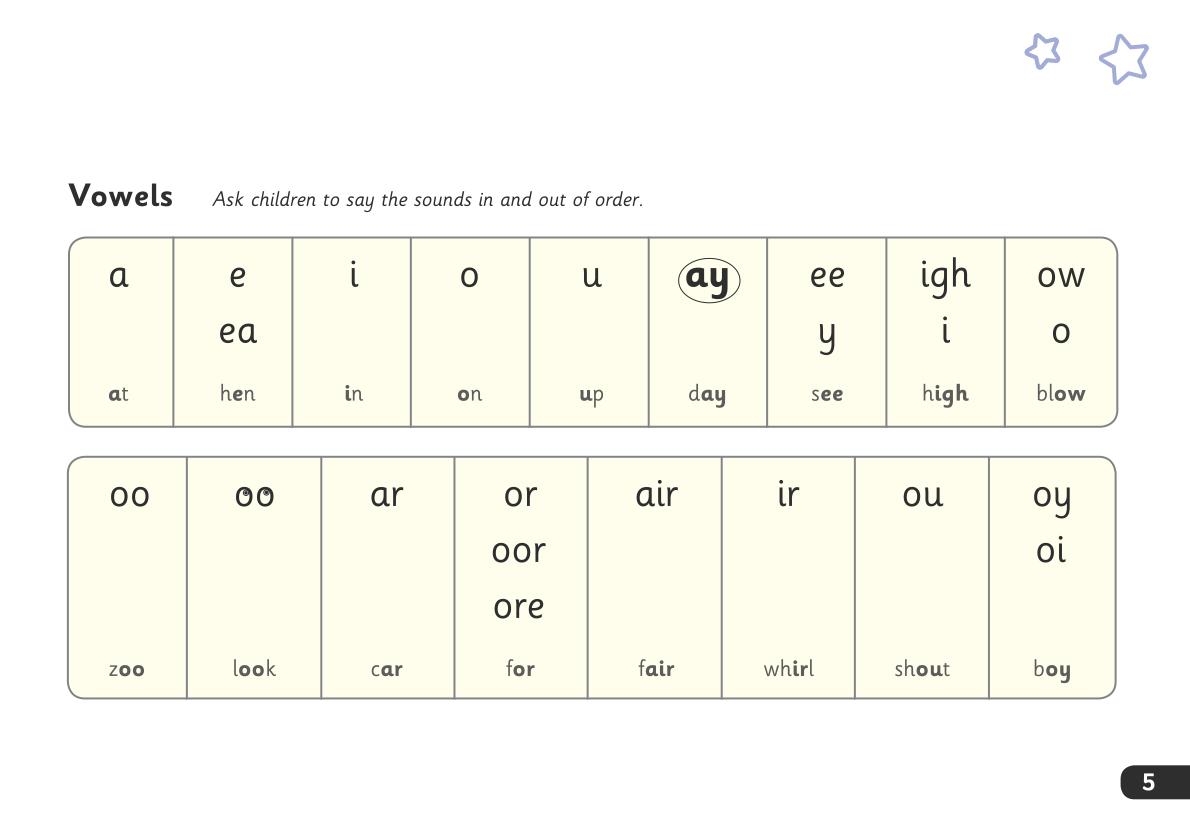 Vowels Ask children to say the sounds in and out of order.
a e i o u ay ee igh ow
ea y i o
at hen in on up day see high blow
oo oo ar or air ir ou oy
oor oi
ore
zoo look car for fair whirl shout boy
5